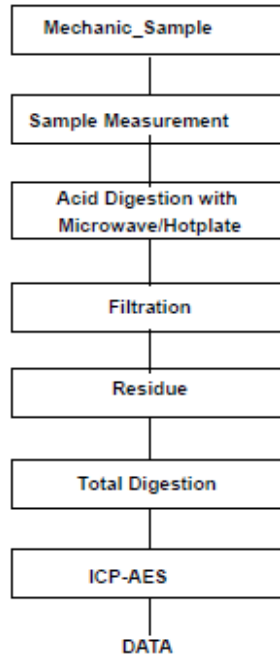 Mechanic_Sample
Sample Measurement
Acid Digestion with
Microwave/Hotplate
Filtration
Residue
Total Digestion
ICP-AES
DATA